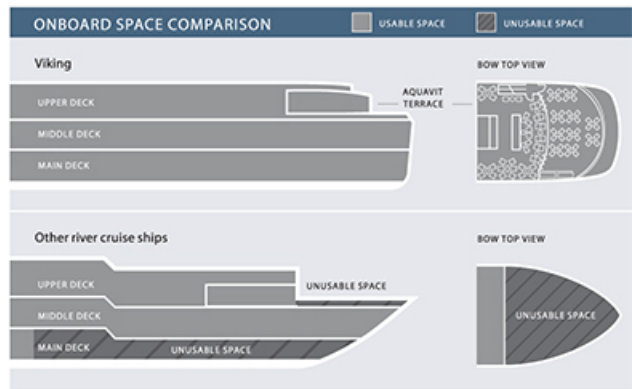 ONBOARD SPACE COMPARISON
USABLE SPACE
UNUSABLE SPACE
Viking
BOW TOP VIEW
UPPER DECK
AQUAVIT
TERRACE
MIDDLE DECK
MAIN DECK
Other river cruise ships
BOW TOP VIEW
UPPER DECK
UNUSABLE SPACE
MIDDLE DECK
UNUSABLE SPACE
MAIN DECK
UNUSABLE SPACE